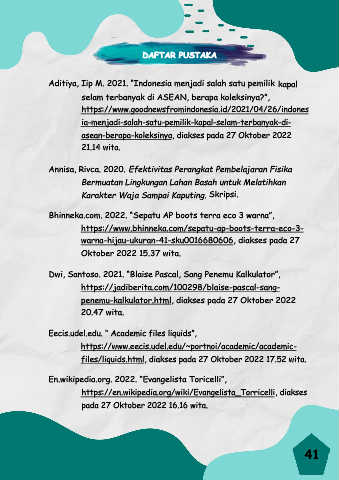 DAFTAR PUSTAKA
Aditiya, Iip M. 2021. "Indonesia menjadi salah satu pemilik kapal
selam terbanyak di ASEAN, berapa koleksinya?",
https://www.goodnewsfromindonesia.id/2021/04/26/indones
ia-menjadi-salah-satu-pemilik-kapal-selam-terbanyak-di-
asean-berapa-koleksinya, diakses pada 27 Oktober 2022
21.14 wita.
Annisa, Rivca. 2020. Efektivitas Perangkat Pembelajaran Fisika
Bermuatan Lingkungan Lahan Basah untuk Melatihkan
Karakter Waja Sampai Kaputing. Skripsi.
Bhinneka.com. 2022. "Sepatu AP boots terra eco 3 warna",
https://www.bhinneka.com/sepatu-ap-boots-terra-eco-3-
warna-hijau-ukuran-41-sku0016680606, diakses pada 27
Oktober 2022 15.37 wita.
Dwi, Santoso. 2021. "Blaise Pascal, Sang Penemu Kalkulator",
https://jadiberita.com/100298/blaise-pascal-sang-
penemu-kalkulator.html, diakses pada 27 Oktober 2022
20.47 wita.
Eecis.udel.edu. " Academic files liquids",
https://www.eecis.udel.edu/~portnoi/academic/academic-
files/liquids.html, diakses pada 27 Oktober 2022 17.52 wita.
En.wikipedia.org. 2022. "Evangelista Toricelli",
https://en.wikipedia.org/wiki/Evangelista_Torricelli, diakses
pada 27 Oktober 2022 16.16 wita.
41